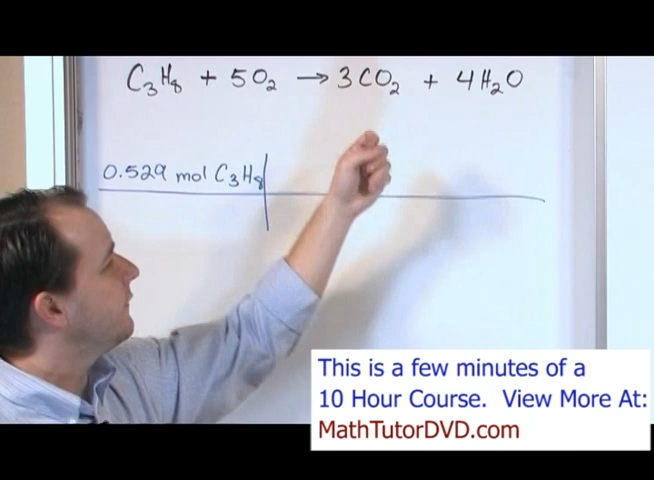 C₃H₈ + 5O₂ → 3CO₂ + 4H₂O
0.529 mol C₃H₈
This is a few minutes of a
10 Hour Course. View More At:
MathTutorDVD.com